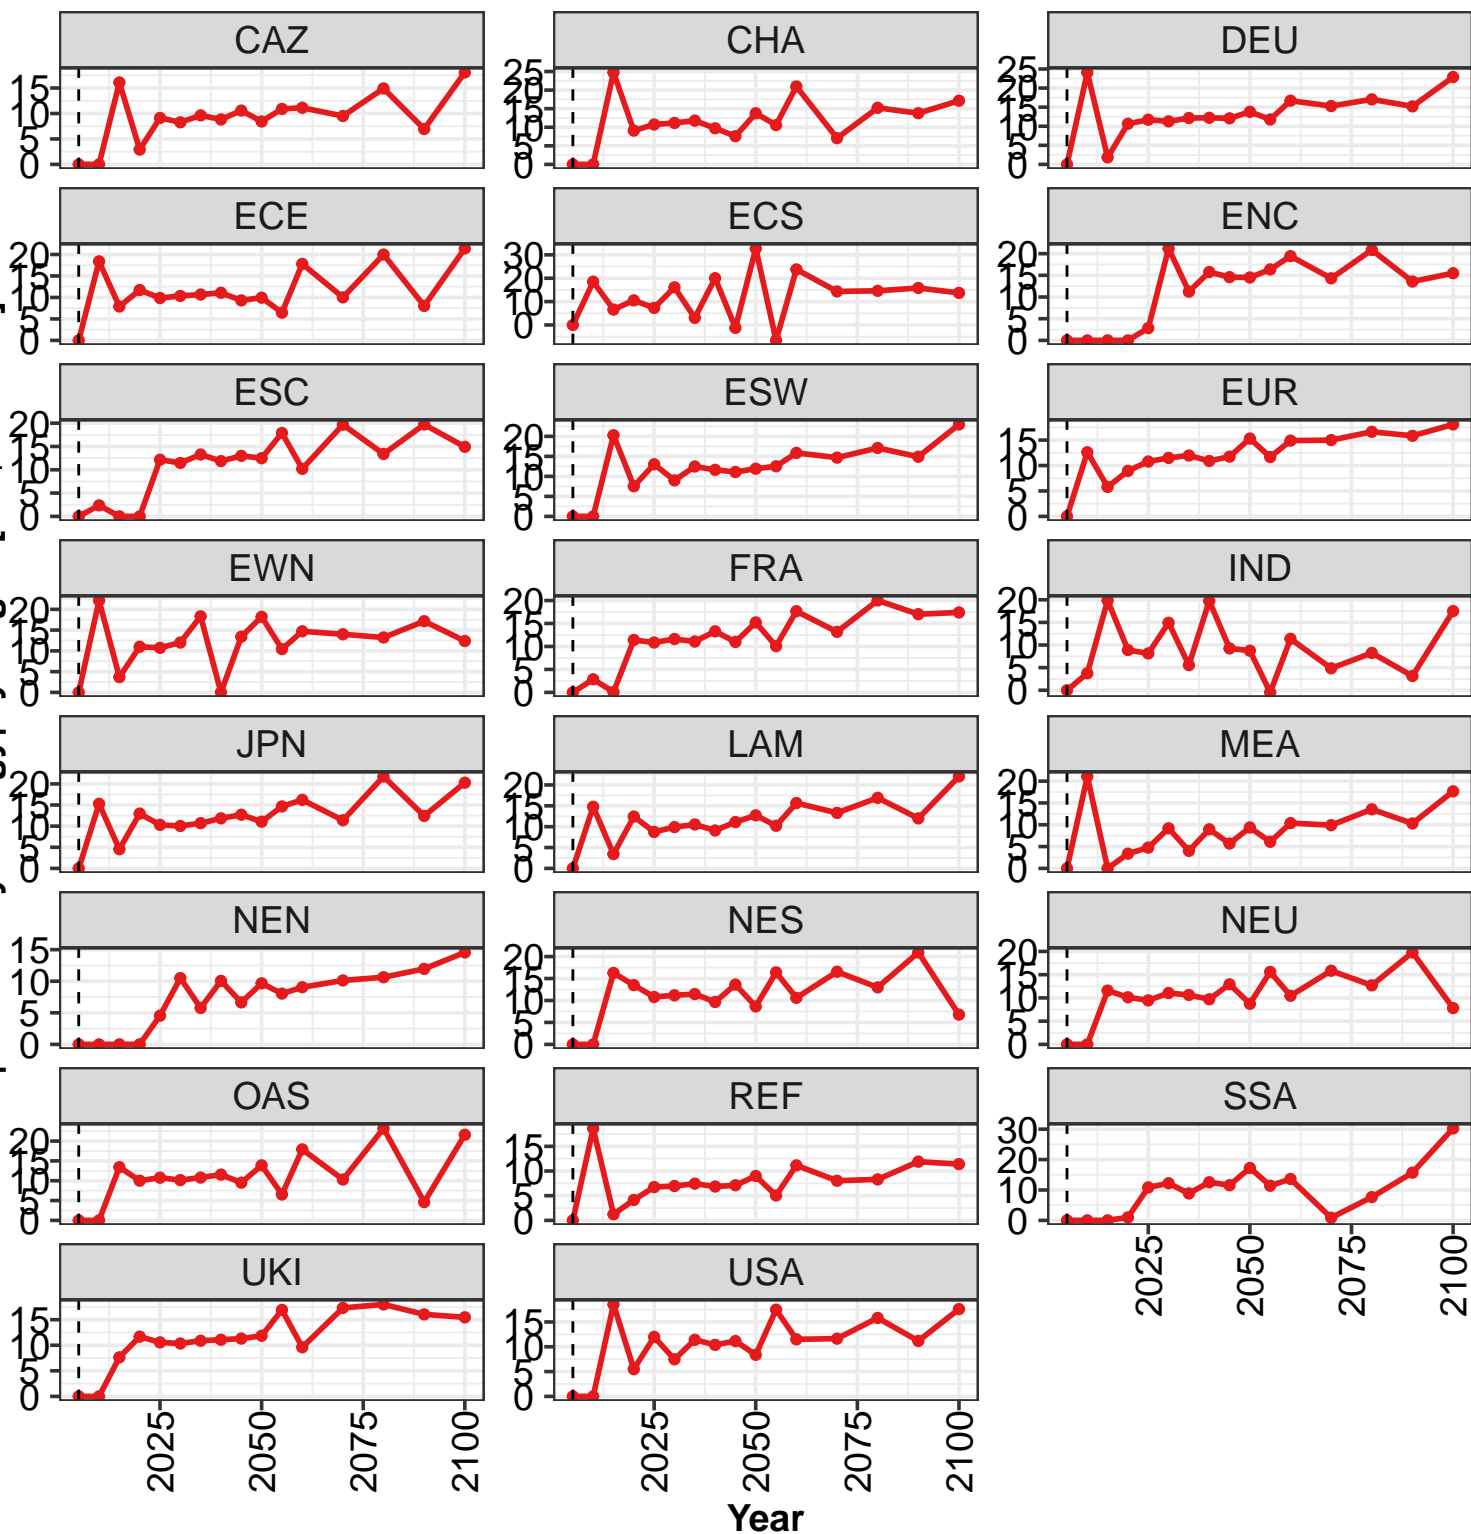 CAZ CHA DEU
15 10 5 0
25 20 15 10 5 0
25 20 15 10 5 0
ECE ECS ENC
20 15 10 5 0
30 20 10 0
20 15 10 5 0
ESC ESW EUR
20 15 10 5 0
20 15 10 5 0
15 10 5 0
EWN FRA IND
20 15 10 5 0
20 15 10 5 0
20 15 10 5 0
JPN LAM MEA
20 15 10 5 0
20 15 10 5 0
20 15 10 5 0
NEN NES NEU
15 10 5 0
20 15 10 5 0
20 15 10 5 0
OAS REF SSA
20 15 10 5 0
15 10 5 0
30 20 10 0
2025 2050 2075 2100
UKI USA
15 10 5 0
15 10 5 0
2025 2050 2075 2100
2025 2050 2075 2100
Year